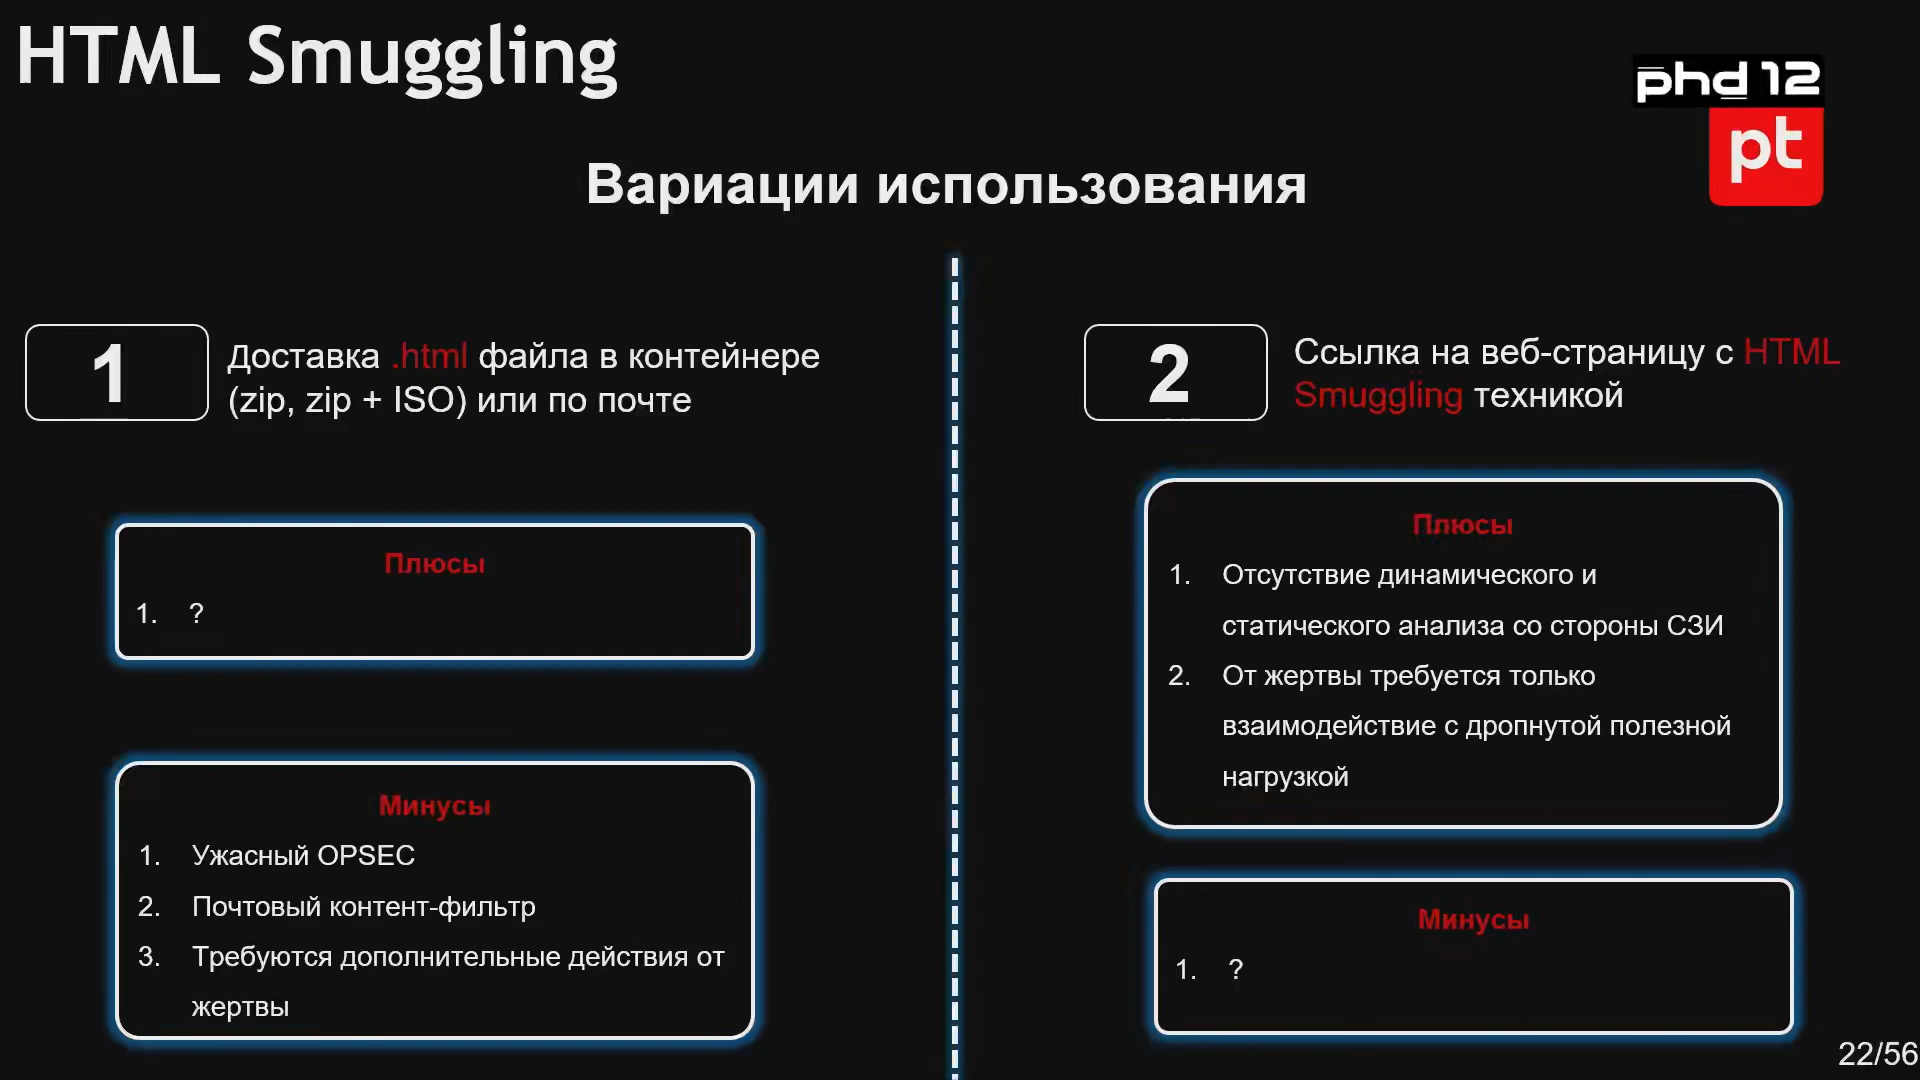 HTML Smuggling
phd 12
pt
Вариации использования
1
Доставка .html файла в контейнере
(zip, zip + ISO) или по почте
Плюсы
1. ?
Минусы
1. Ужасный OPSEC
2. Почтовый контент-фильтр
3. Требуются дополнительные действия от
жертвы
2
Ссылка на веб-страницу с HTML
Smuggling техникой
Плюсы
1. Отсутствие динамического и
статического анализа со стороны СЗИ
2. От жертвы требуется только
взаимодействие с дропнутой полезной
нагрузкой
Минусы
1. ?
22/56